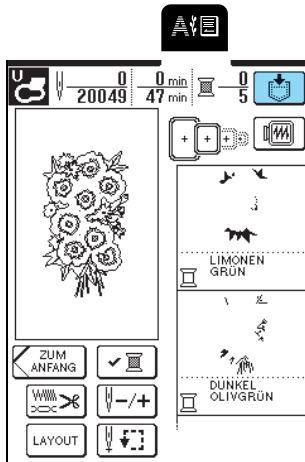 A
U
0 0 min 0
20049 47 min 5
LIMONEN
GRÜN
ZUM
ANFANG
DUNKEL
OLIVGRÜN
-/+
LAYOUT